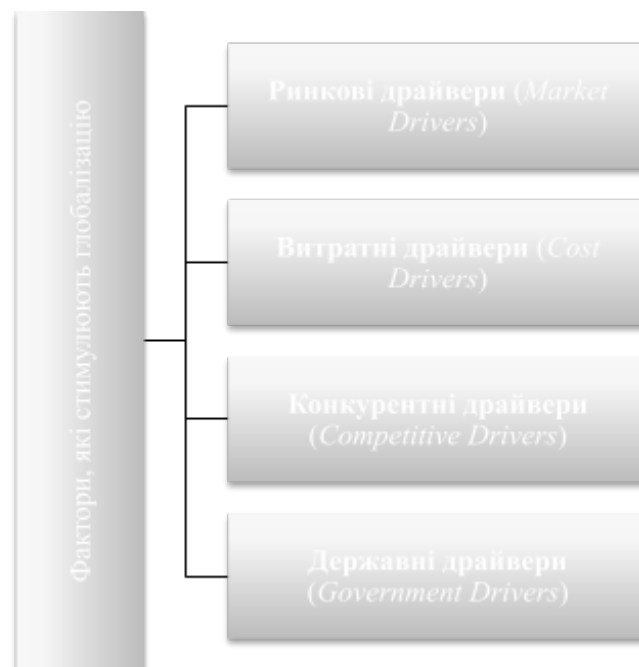 Фактори, які стимулюють глобалізацію
Ринкові драйвери (Market
Drivers)
Витратні драйвери (Cost
Drivers)
Конкурентні драйвери
(Competitive Drivers)
Державні драйвери
(Government Drivers)